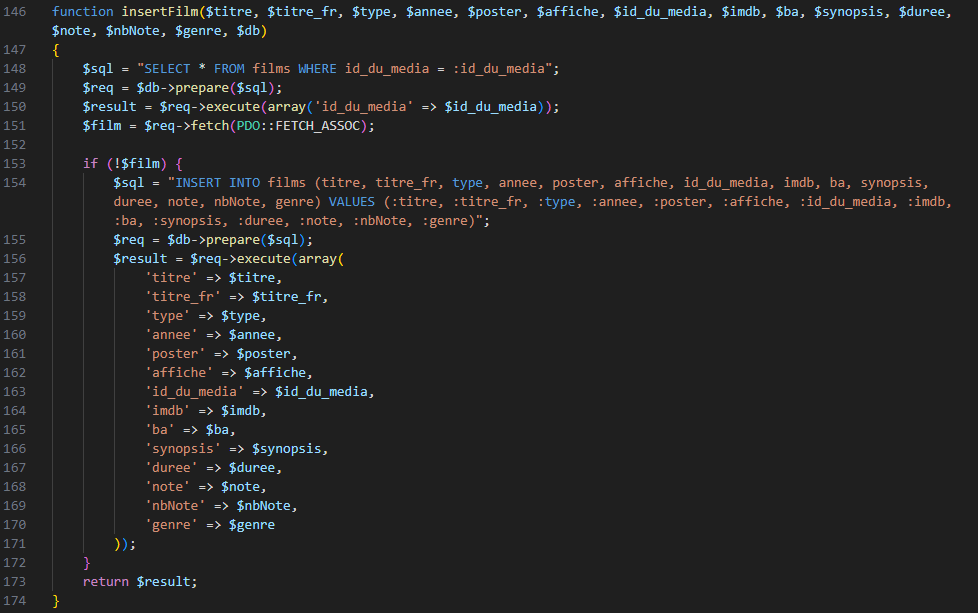 146 function insertFilm($titre, $titre_fr, $type, $annee, $poster, $affiche, $id_du_media, $imdb, $ba, $synopsis, $duree,
$note, $nbNote, $genre, $db)
147 {
148 $sql = "SELECT * FROM films WHERE id_du_media = :id_du_media";
149 $req = $db->prepare($sql);
150 $result = $req->execute(array('id_du_media' => $id_du_media));
151 $film = $req->fetch(PDO::FETCH_ASSOC);
152
153 if (!$film) {
154 $sql = "INSERT INTO films (titre, titre_fr, type, annee, poster, affiche, id_du_media, imdb, ba, synopsis,
duree, note, nbNote, genre) VALUES (:titre, :titre_fr, :type, :annee, :poster, :affiche, :id_du_media, :imdb,
:ba, :synopsis, :duree, :note, :nbNote, :genre)";
155 $req = $db->prepare($sql);
156 $result = $req->execute(array(
157 'titre' => $titre,
158 'titre_fr' => $titre_fr,
159 'type' => $type,
160 'annee' => $annee,
161 'poster' => $poster,
162 'affiche' => $affiche,
163 'id_du_media' => $id_du_media,
164 'imdb' => $imdb,
165 'ba' => $ba,
166 'synopsis' => $synopsis,
167 'duree' => $duree,
168 'note' => $note,
169 'nbNote' => $nbNote,
170 'genre' => $genre
171 ));
172 }
173 return $result;
174 }